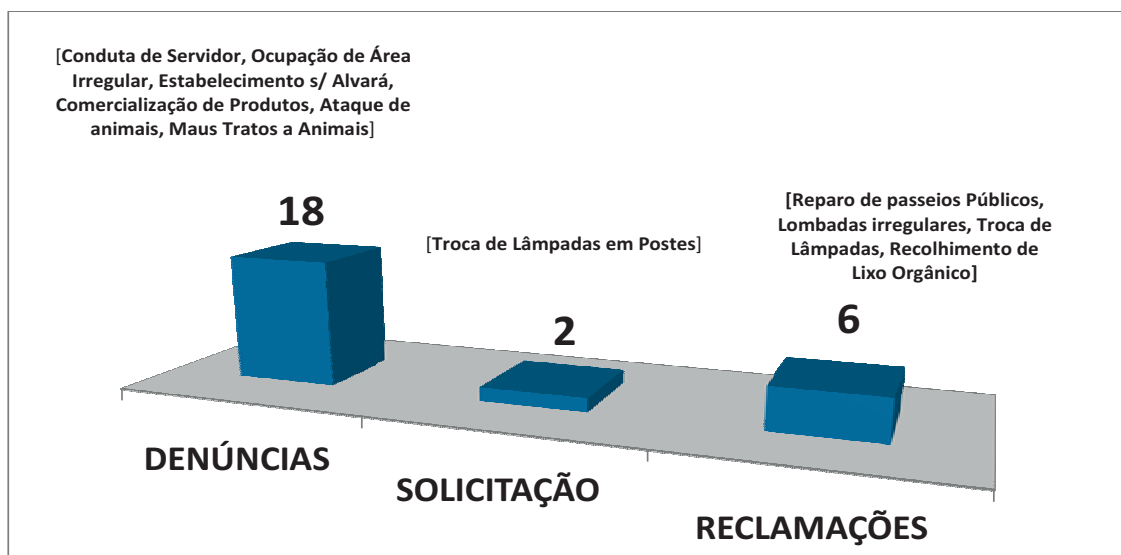 [Conduta de Servidor, Ocupação de Área
Irregular, Estabelecimento s/ Alvará,
Comercialização de Produtos, Ataque de
animais, Maus Tratos a Animais]
18
[Troca de Lâmpadas em Postes]
2
[Reparo de passeios Públicos,
Lombadas irregulares, Troca de
Lâmpadas, Recolhimento de
Lixo Orgânico]
6
DENÚNCIAS
SOLICITAÇÃO
RECLAMAÇÕES